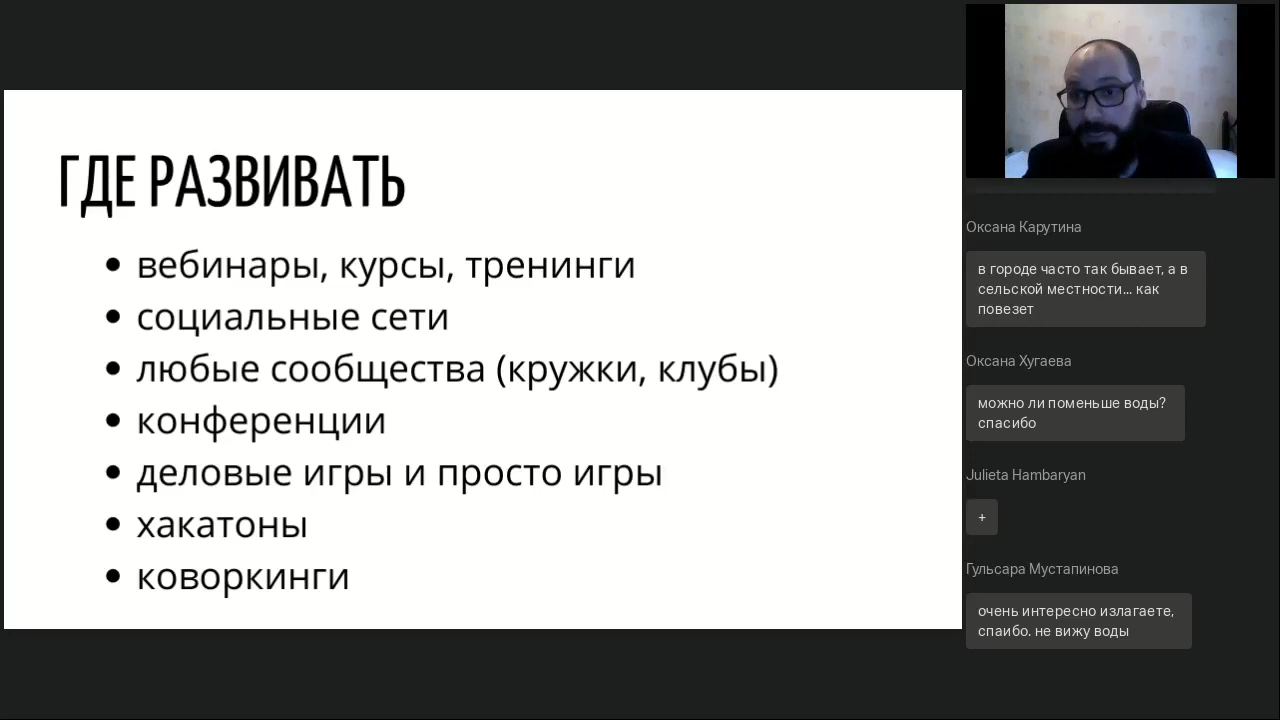 ГДЕ РАЗВИВАТЬ
• вебинары, курсы, тренинги
• социальные сети
• любые сообщества (кружки, клубы)
• конференции
• деловые игры и просто игры
• хакатоны
• коворкинги
Оксана Карутина
в городе часто так бывает, а в
сельской местности... как
повезет
Оксана Хугаева
можно ли поменьше воды?
спасибо
Julieta Hambaryan
+
Гульсара Мустапинова
очень интересно излагаете,
спаибо. не вижу воды